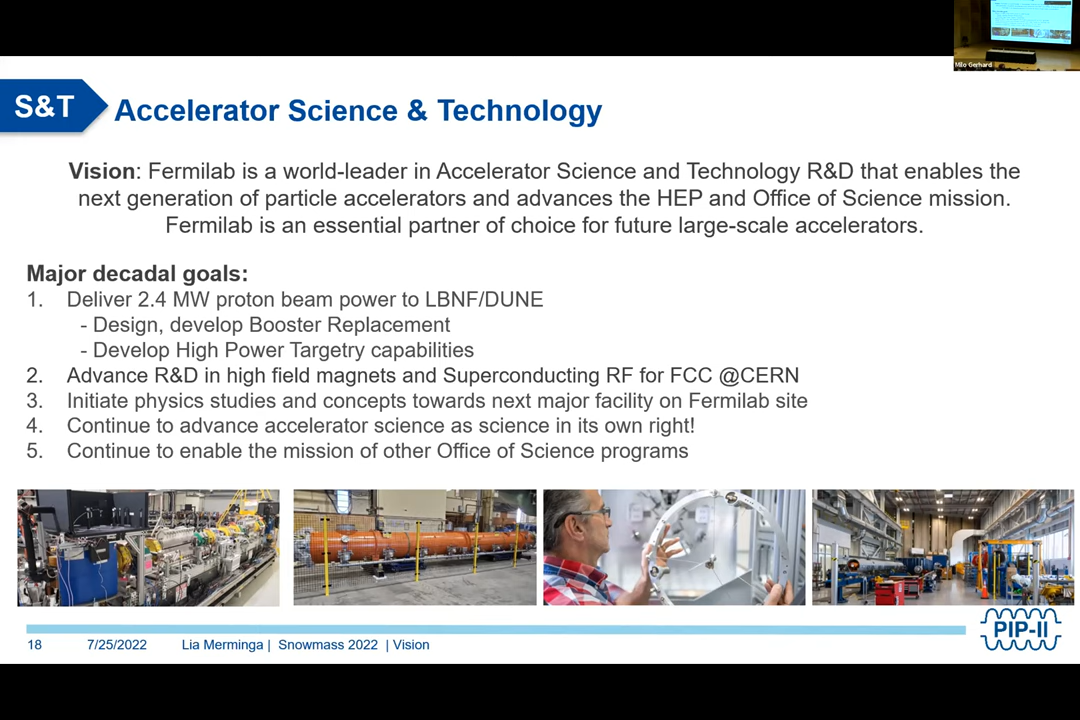 Milo Gerhard
S&T
Accelerator Science & Technology
Vision: Fermilab is a world-leader in Accelerator Science and Technology R&D that enables the
next generation of particle accelerators and advances the HEP and Office of Science mission.
Fermilab is an essential partner of choice for future large-scale accelerators.
Major decadal goals:
1. Deliver 2.4 MW proton beam power to LBNF/DUNE
- Design, develop Booster Replacement
- Develop High Power Targetry capabilities
2. Advance R&D in high field magnets and Superconducting RF for FCC @CERN
3. Initiate physics studies and concepts towards next major facility on Fermilab site
4. Continue to advance accelerator science as science in its own right!
5. Continue to enable the mission of other Office of Science programs
18 7/25/2022 Lia Merminga | Snowmass 2022 | Vision
PIP-II